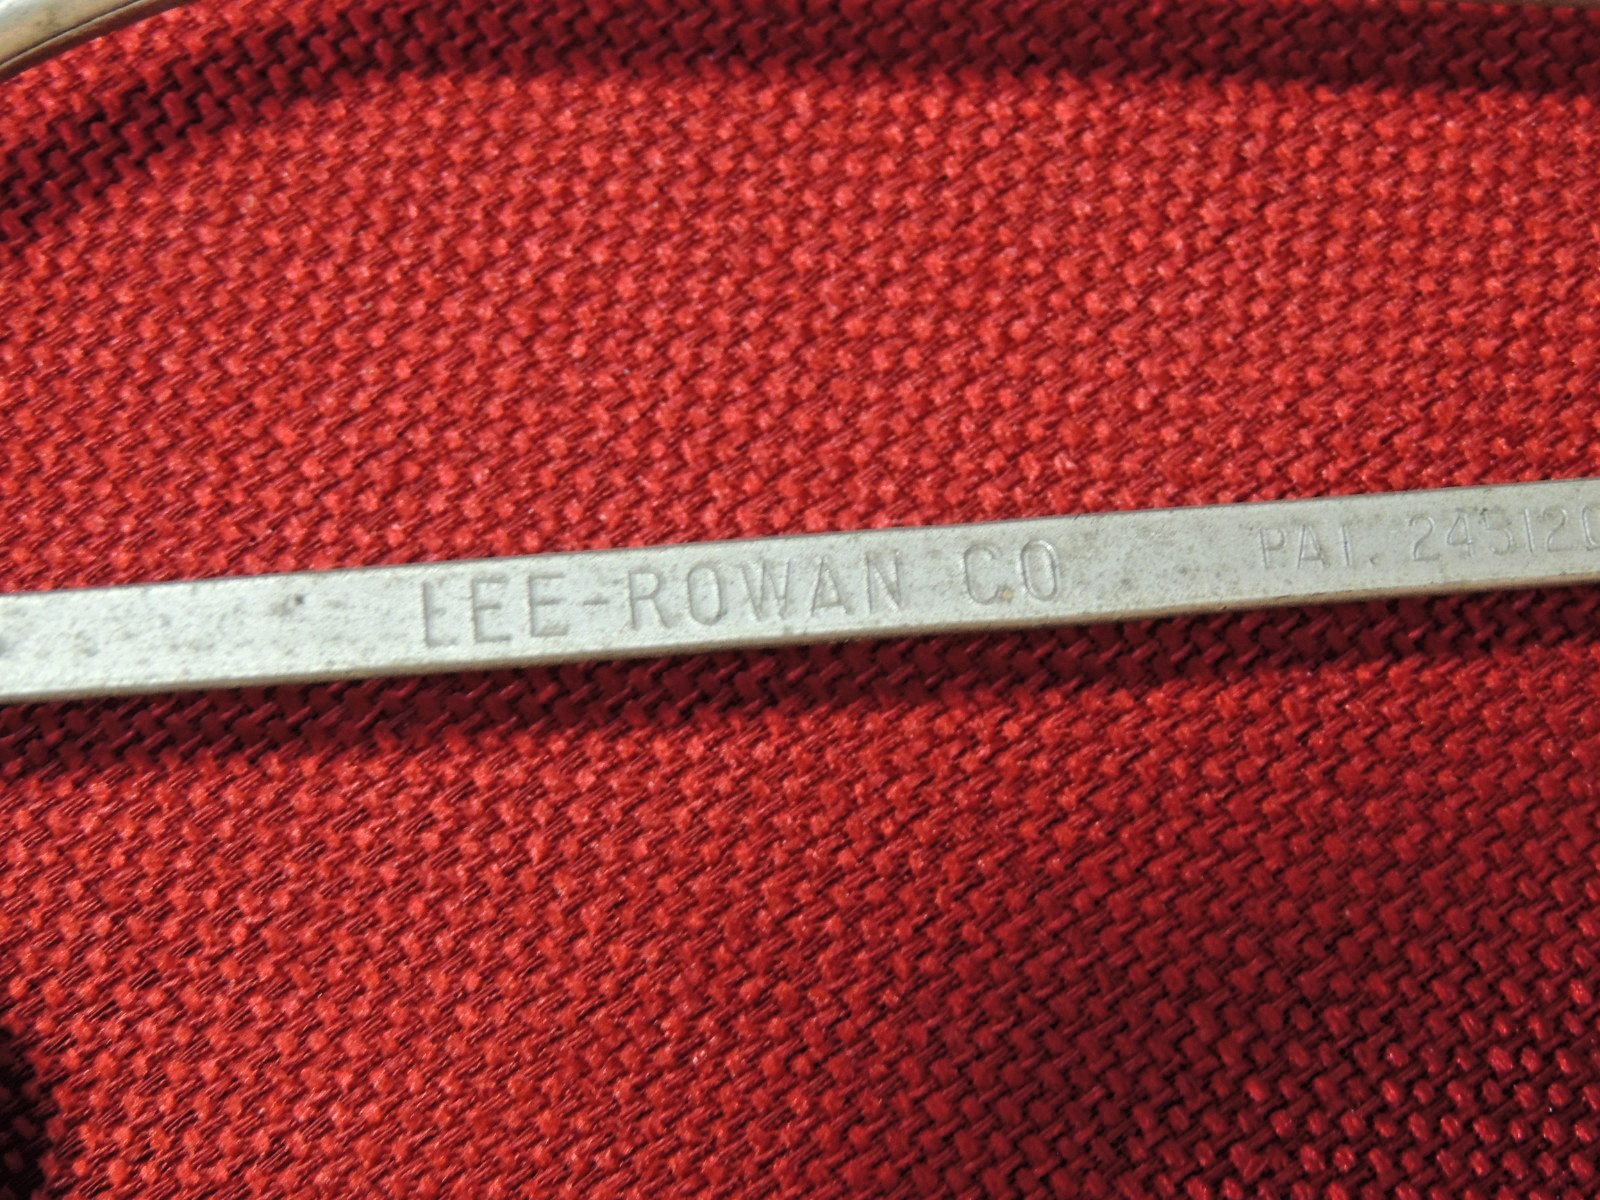 LEE-ROWAN CO PAT. 245120